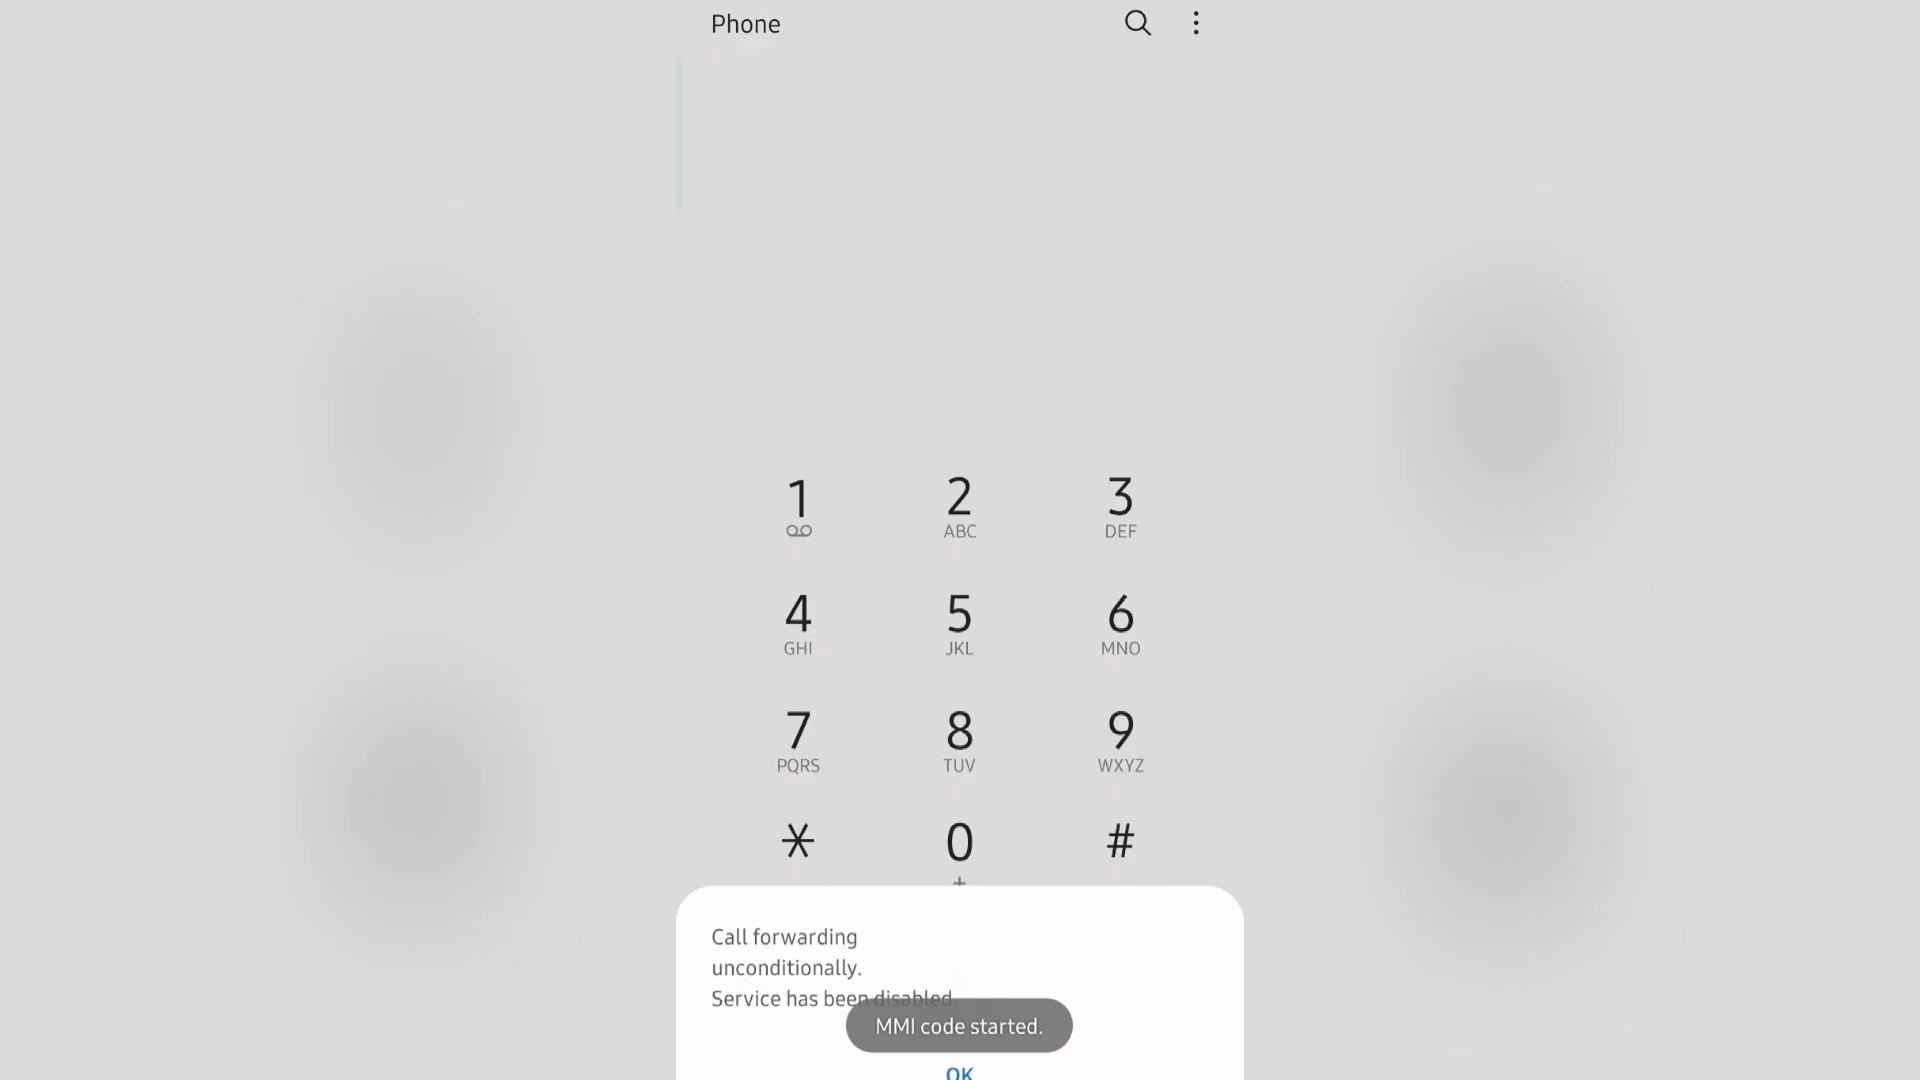 Phone
1
2
ABC
3
DEF
4
GHI
5
JKL
6
MNO
7
PQRS
8
TUV
9
WXYZ
*
0
+
#
Call forwarding
unconditionally.
Service has been disabled.
MMI code started.
OK